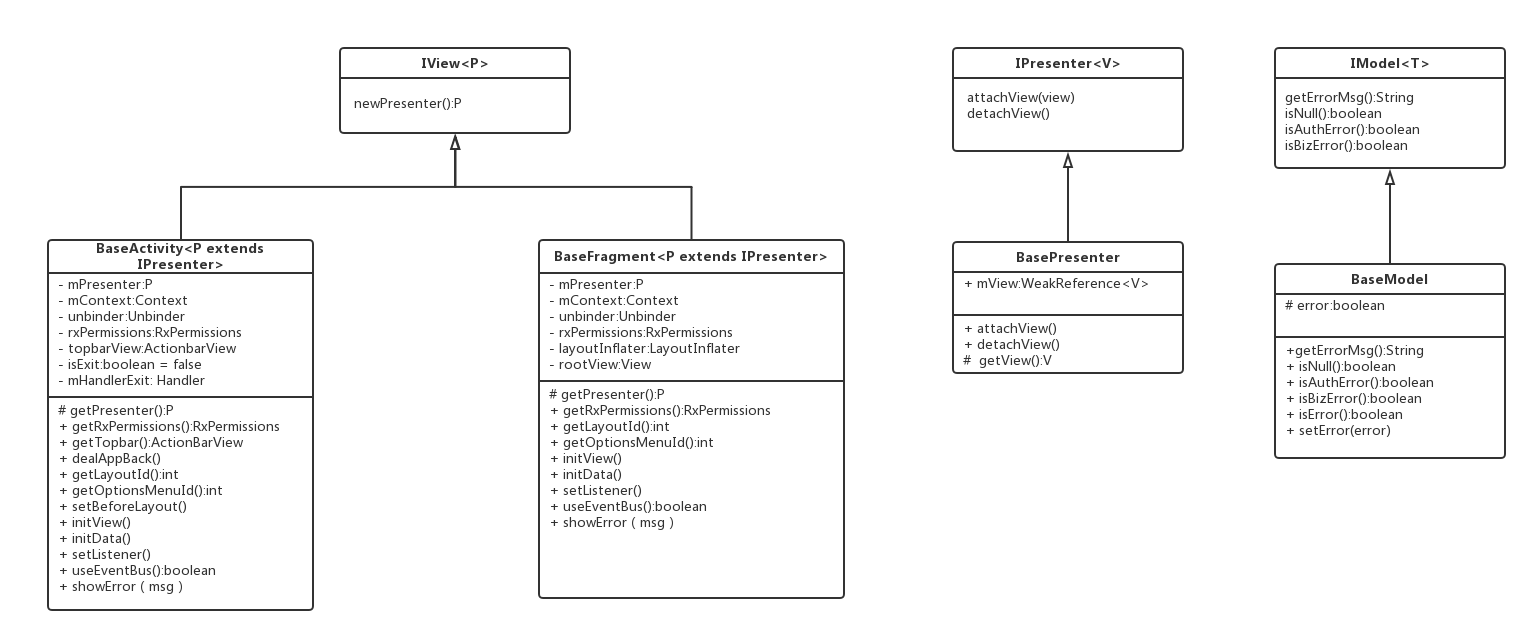 IView<P>
newPresenter():P
IPresenter<V>
attachView(view)
detachView()
IModel<T>
getErrorMsg():String
isNull():boolean
isAuthError():boolean
isBizError():boolean
BaseActivity<P extends
IPresenter>
- mPresenter:P
- mContext:Context
- unbinder:Unbinder
- rxPermissions:RxPermissions
- topbarView:ActionbarView
- isExit:boolean = false
- mHandlerExit: Handler
# getPresenter():P
+ getRxPermissions():RxPermissions
+ getTopbar():ActionBarView
+ dealAppBack()
+ getLayoutId():int
+ getOptionsMenuId():int
+ setBeforeLayout()
+ initView()
+ initData()
+ setListener()
+ useEventBus():boolean
+ showError ( msg )
BaseFragment<P extends IPresenter>
- mPresenter:P
- mContext:Context
- unbinder:Unbinder
- rxPermissions:RxPermissions
- layoutInflater:LayoutInflater
- rootView:View
# getPresenter():P
+ getRxPermissions():RxPermissions
+ getLayoutId():int
+ getOptionsMenuId():int
+ initView()
+ initData()
+ setListener()
+ useEventBus():boolean
+ showError ( msg )
BasePresenter
+ mView:WeakReference<V>
+ attachView()
+ detachView()
#  getView():V
BaseModel
# error:boolean
+getErrorMsg():String
+ isNull():boolean
+ isAuthError():boolean
+ isBizError():boolean
+ isError():boolean
+ setError(error)